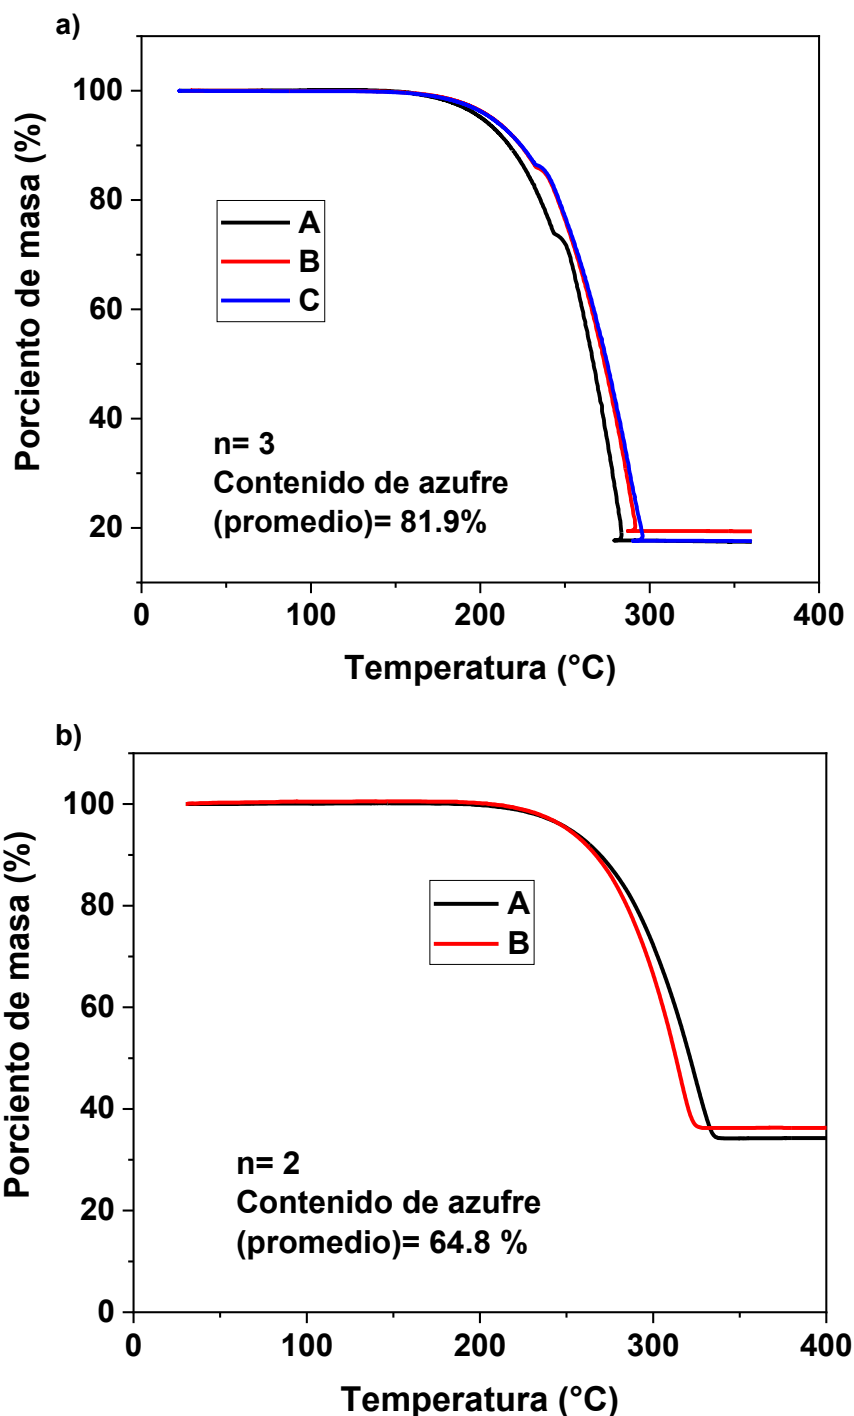 a)
100
80
60
40
20
Porciento de masa (%)
A
B
C
n= 3
Contenido de azufre
(promedio)= 81.9%
0
100
200
300
400
Temperatura (°C)
b)
100
80
60
40
20
0
Porciento de masa (%)
A
B
n= 2
Contenido de azufre
(promedio)= 64.8 %
0
100
200
300
400
Temperatura (°C)